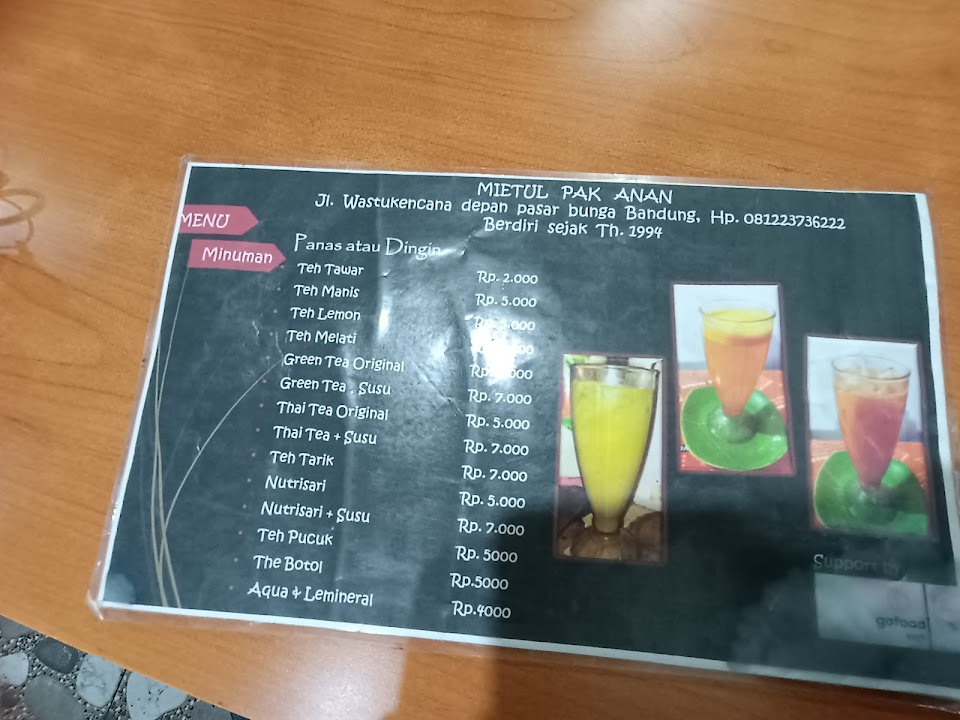 MIETUL PAK ANAN
Jl. Wastukencana depan pasar bunga Bandung, Hp. 081223736222
Berdiri sejak Th. 1994
MENU
Minuman
Panas atau Dingin
Teh Tawar Rp. 2.000
Teh Manis Rp. 5.000
Teh Lemon
Teh Melati
Green Tea Original
Green Tea . Susu Rp. 7.000
Thai Tea Original Rp. 5.000
Thai Tea + Susu Rp. 7.000
Teh Tarik Rp. 7.000
Nutrisari Rp. 5.000
Nutrisari + Susu Rp. 7.000
Teh Pucuk Rp. 5000
The Botol Rp.5000
Aqua & Lemineral Rp.4000
Support by
gofood